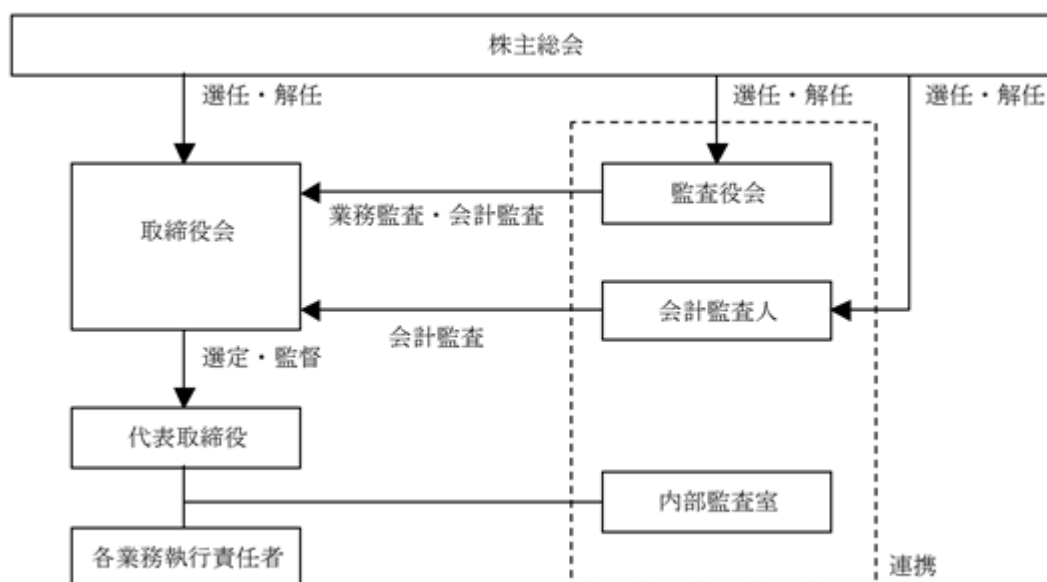 株主総会
選任・解任
選任・解任
選任・解任
監査役会
業務監査・会計監査
取締役会
会計監査人
会計監査
選定・監督
代表取締役
内部監査室
各業務執行責任者
連携